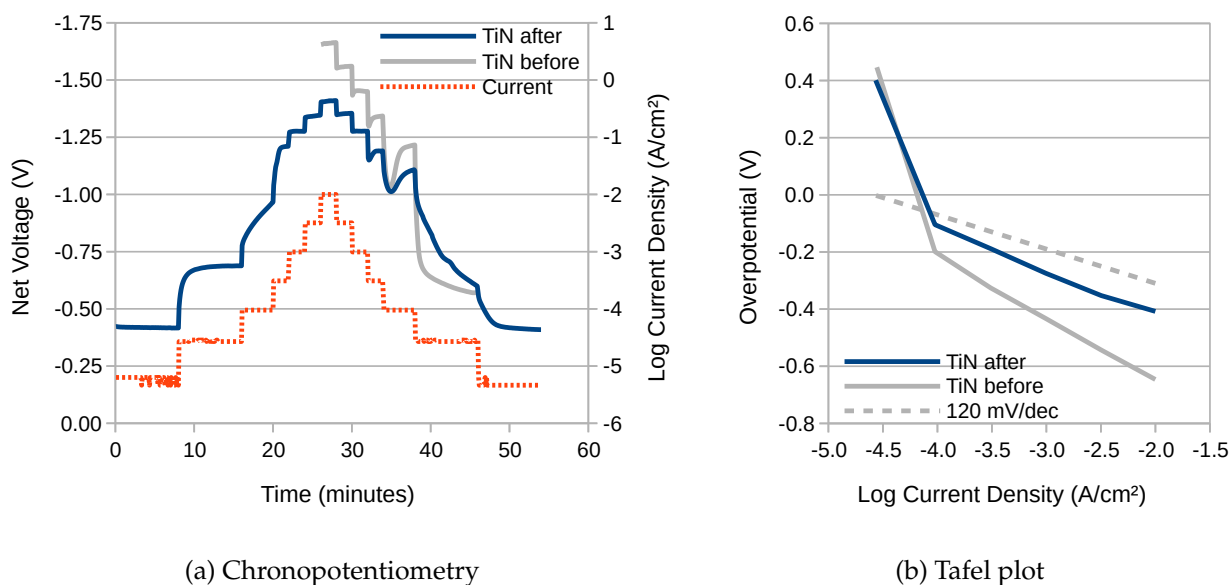 -1.75
-1.50
-1.25
-1.00
-0.75
-0.50
-0.25
0.00
Net Voltage (V)
0 10 20 30 40 50 60
Time (minutes)
1
0
-1
-2
-3
-4
-5
-6
Log Current Density (A/cm²)
TiN after
TiN before
Current
(a) Chronopotentiometry
0.6
0.4
0.2
0.0
-0.2
-0.4
-0.6
-0.8
Overpotential (V)
TiN after
TiN before
120 mV/dec
-5.0 -4.5 -4.0 -3.5 -3.0 -2.5 -2.0 -1.5
Log Current Density (A/cm²)
(b) Tafel plot